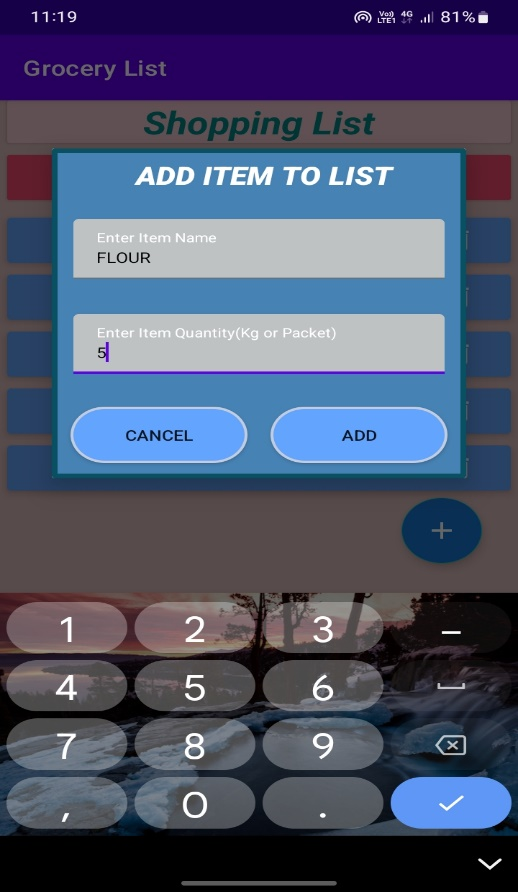 11:19
Vo)) LTE1 4G 81%
Grocery List
Shopping List
ADD ITEM TO LIST
Enter Item Name
FLOUR
Enter Item Quantity(Kg or Packet)
5
CANCEL ADD
+
1 2 3 –
4 5 6
7 8 9
, 0 .